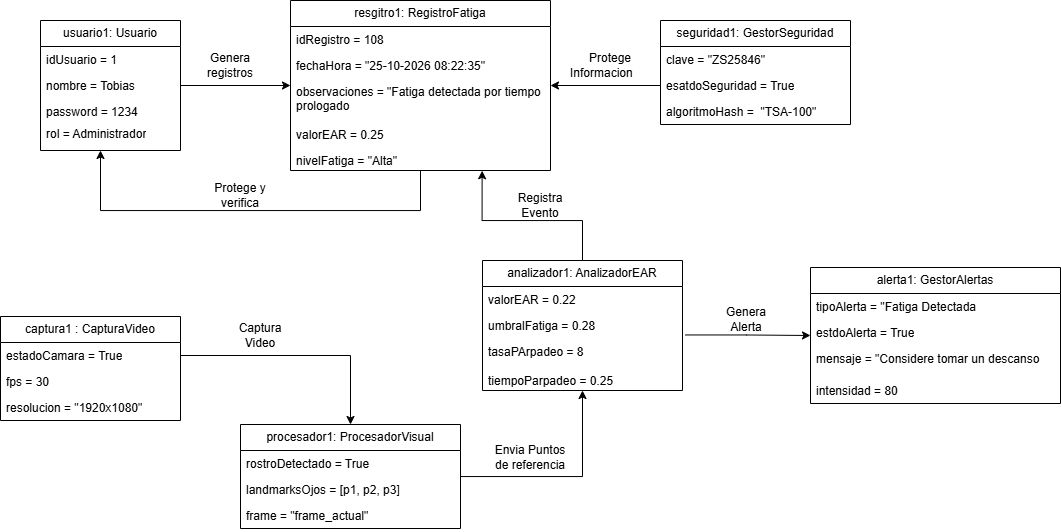 usuario1: Usuario
idUsuario = 1
nombre = Tobias
password = 1234
rol = Administrador
Genera
registros
resgitro1: RegistroFatiga
idRegistro = 108
fechaHora = "25-10-2026 08:22:35"
observaciones = "Fatiga detectada por tiempo
prologado
valorEAR = 0.25
nivelFatiga = "Alta"
Protege
Informacion
seguridad1: GestorSeguridad
clave = "ZS25846"
esatdoSeguridad = True
algoritmoHash =  "TSA-100"
Protege y
verifica
Registra
Evento
analizador1: AnalizadorEAR
valorEAR = 0.22
umbralFatiga = 0.28
tasaPArpadeo = 8
tiempoParpadeo = 0.25
Genera
Alerta
alerta1: GestorAlertas
tipoAlerta = "Fatiga Detectada
estdoAlerta = True
mensaje = "Considere tomar un descanso
intensidad = 80
captura1 : CapturaVideo
estadoCamara = True
fps = 30
resolucion = "1920x1080"
Captura
Video
procesador1: ProcesadorVisual
rostroDetectado = True
landmarksOjos = [p1, p2, p3]
frame = "frame_actual"
Envia Puntos
de referencia